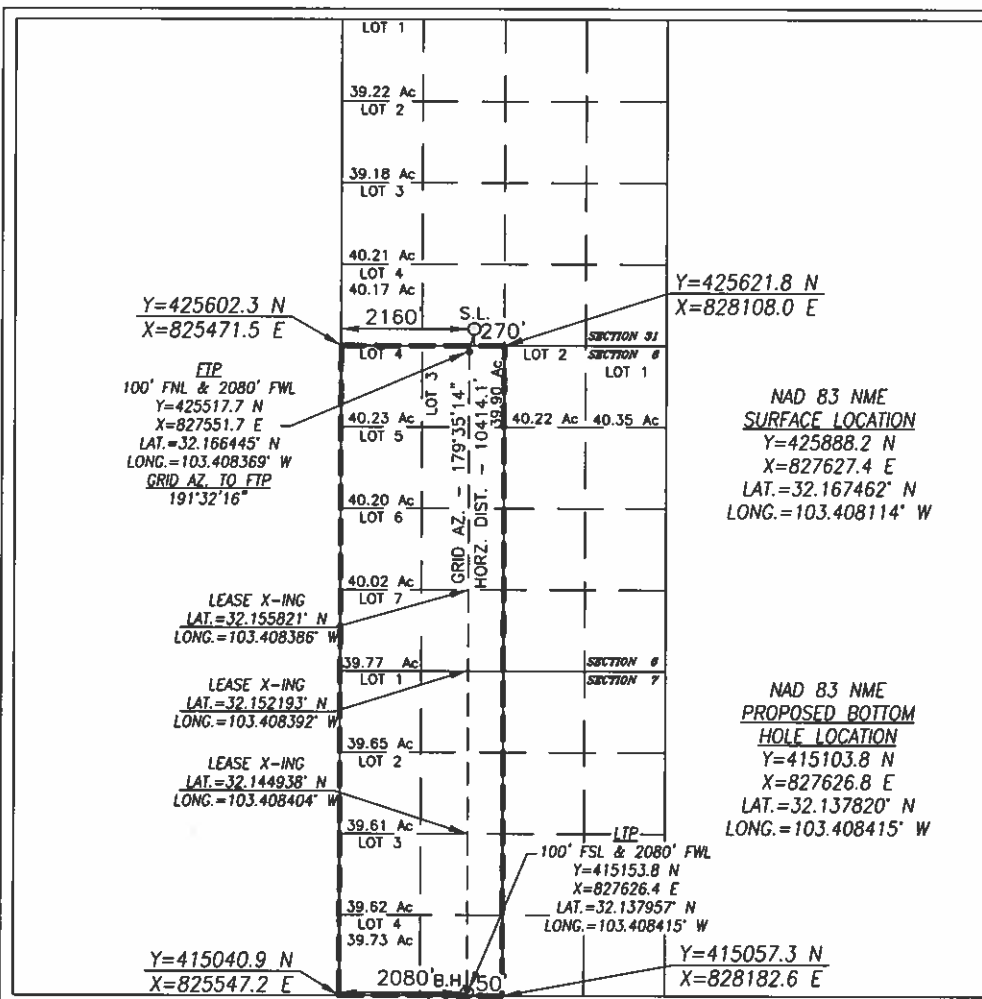 LOT 1
39.22 Ac
LOT 2
39.18 Ac
LOT 3
40.21 Ac
LOT 4
40.17 Ac
Y=425602.3 N
X=825471.5 E
2160'
S.L.
270'
Y=425621.8 N
X=828108.0 E
SECTION 31
SECTION 6
LOT 4
LOT 3
LOT 2
LOT 1
39.90 Ac
40.22 Ac
40.35 Ac
FTP
100' FNL & 2080' FWL
Y=425517.7 N
X=827551.7 E
LAT.=32.166445° N
LONG.=103.408369° W
GRID AZ. TO FTP
191°32'16"
40.23 Ac
LOT 5
40.20 Ac
LOT 6
40.02 Ac
LOT 7
GRID AZ. - 179°35'14"
HORZ. DIST. - 10414.1'
NAD 83 NME
SURFACE LOCATION
Y=425888.2 N
X=827627.4 E
LAT.=32.167462° N
LONG.=103.408114° W
LEASE X-ING
LAT.=32.155821° N
LONG.=103.408386° W
39.77 Ac
LOT 1
SECTION 6
SECTION 7
LEASE X-ING
LAT.=32.152193° N
LONG.=103.408392° W
39.65 Ac
LOT 2
LEASE X-ING
LAT.=32.144938° N
LONG.=103.408404° W
39.61 Ac
LOT 3
NAD 83 NME
PROPOSED BOTTOM
HOLE LOCATION
Y=415103.8 N
X=827626.8 E
LAT.=32.137820° N
LONG.=103.408415° W
LTP
100' FSL & 2080' FWL
Y=415153.8 N
X=827626.4 E
LAT.=32.137957° N
LONG.=103.408415° W
39.62 Ac
LOT 4
39.73 Ac
Y=415040.9 N
X=825547.2 E
2080'
B.H.
50'
Y=415057.3 N
X=828182.6 E